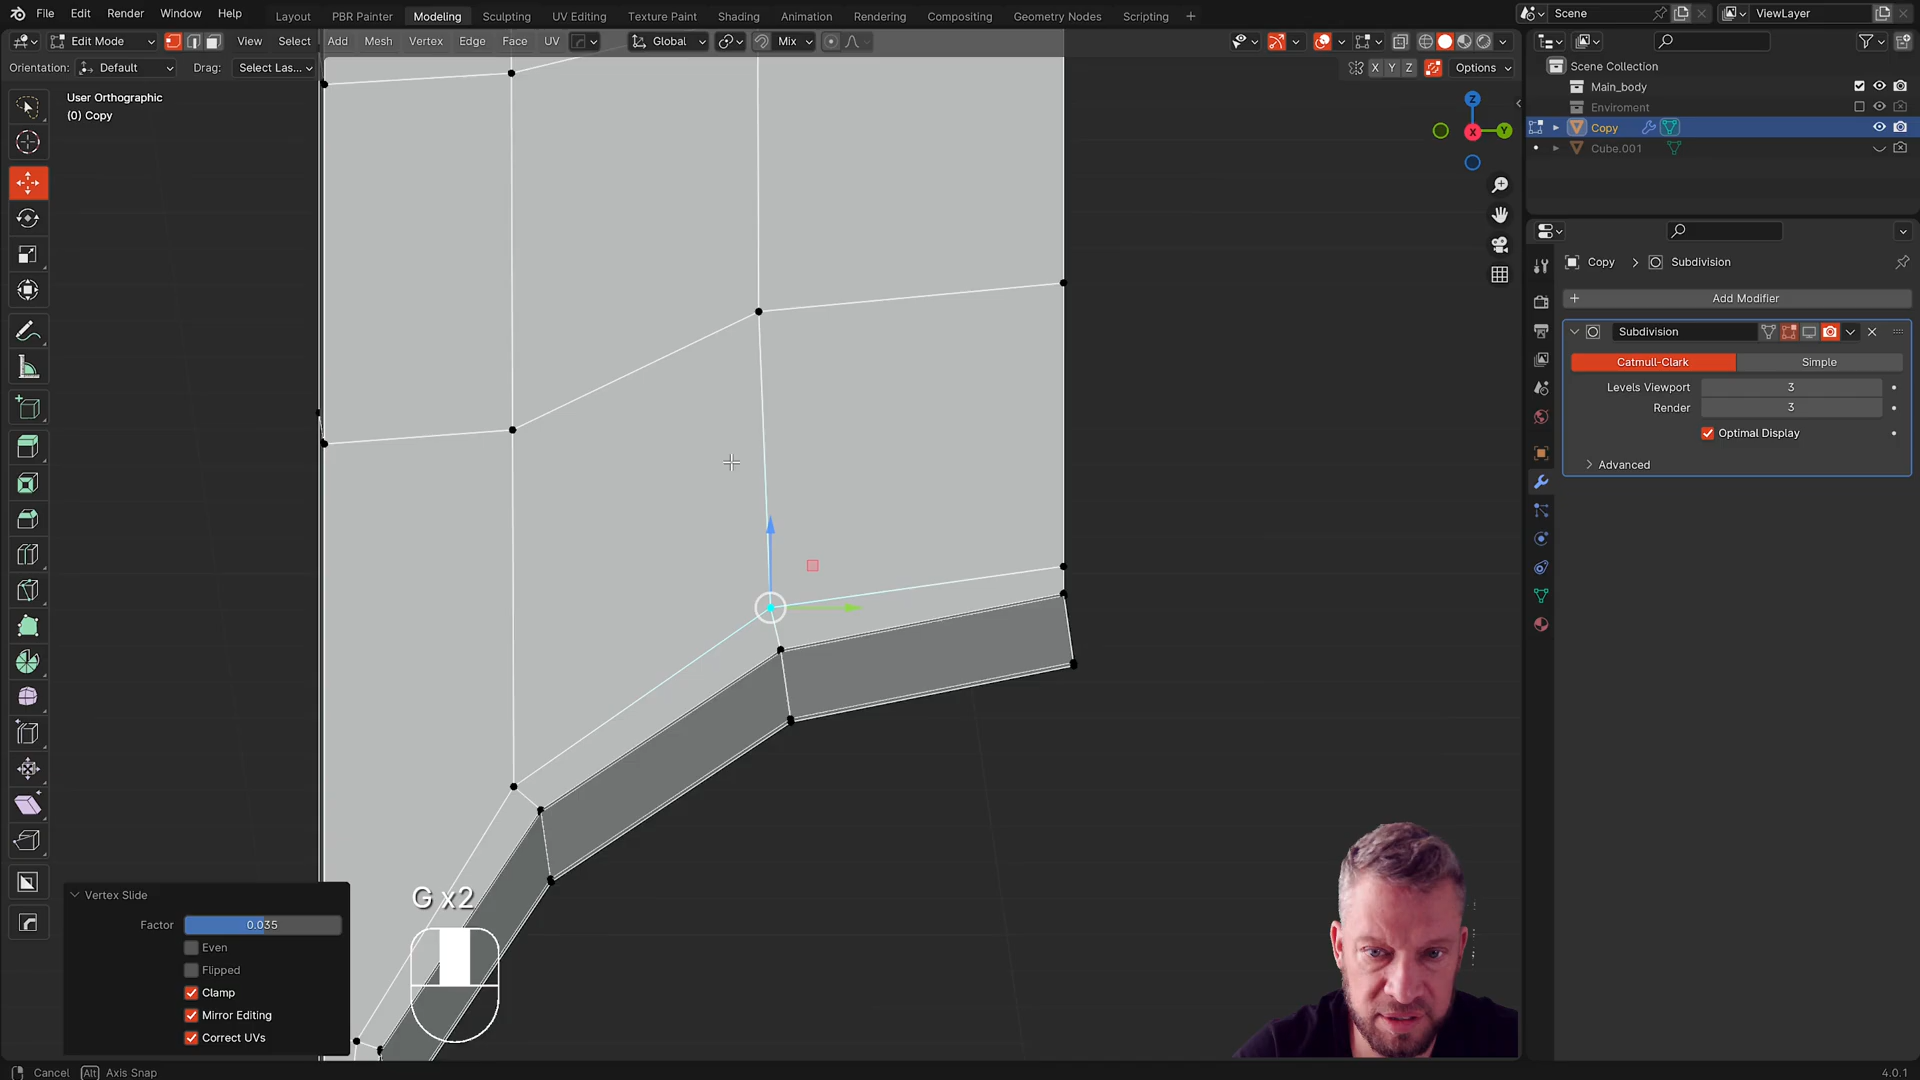 File Edit Render Window Help Layout PBR Painter Modeling Sculpting UV Editing Texture Paint Shading Animation Rendering Compositing Geometry Nodes Scripting + Scene ViewLayer
Edit Mode View Select Add Mesh Vertex Edge Face UV Global Mix
Orientation: Default Drag: Select Las... X Y Z Options
User Orthographic
(0) Copy
Z
X Y
Scene Collection
Main_body
Enviroment
Copy
Cube.001
Copy > Subdivision
+ Add Modifier
Subdivision
Catmull-Clark Simple
Levels Viewport 3
Render 3
Optimal Display
Advanced
G x2
Vertex Slide
Factor 0.035
Even
Flipped
Clamp
Mirror Editing
Correct UVs
Cancel Alt Axis Snap 4.0.1